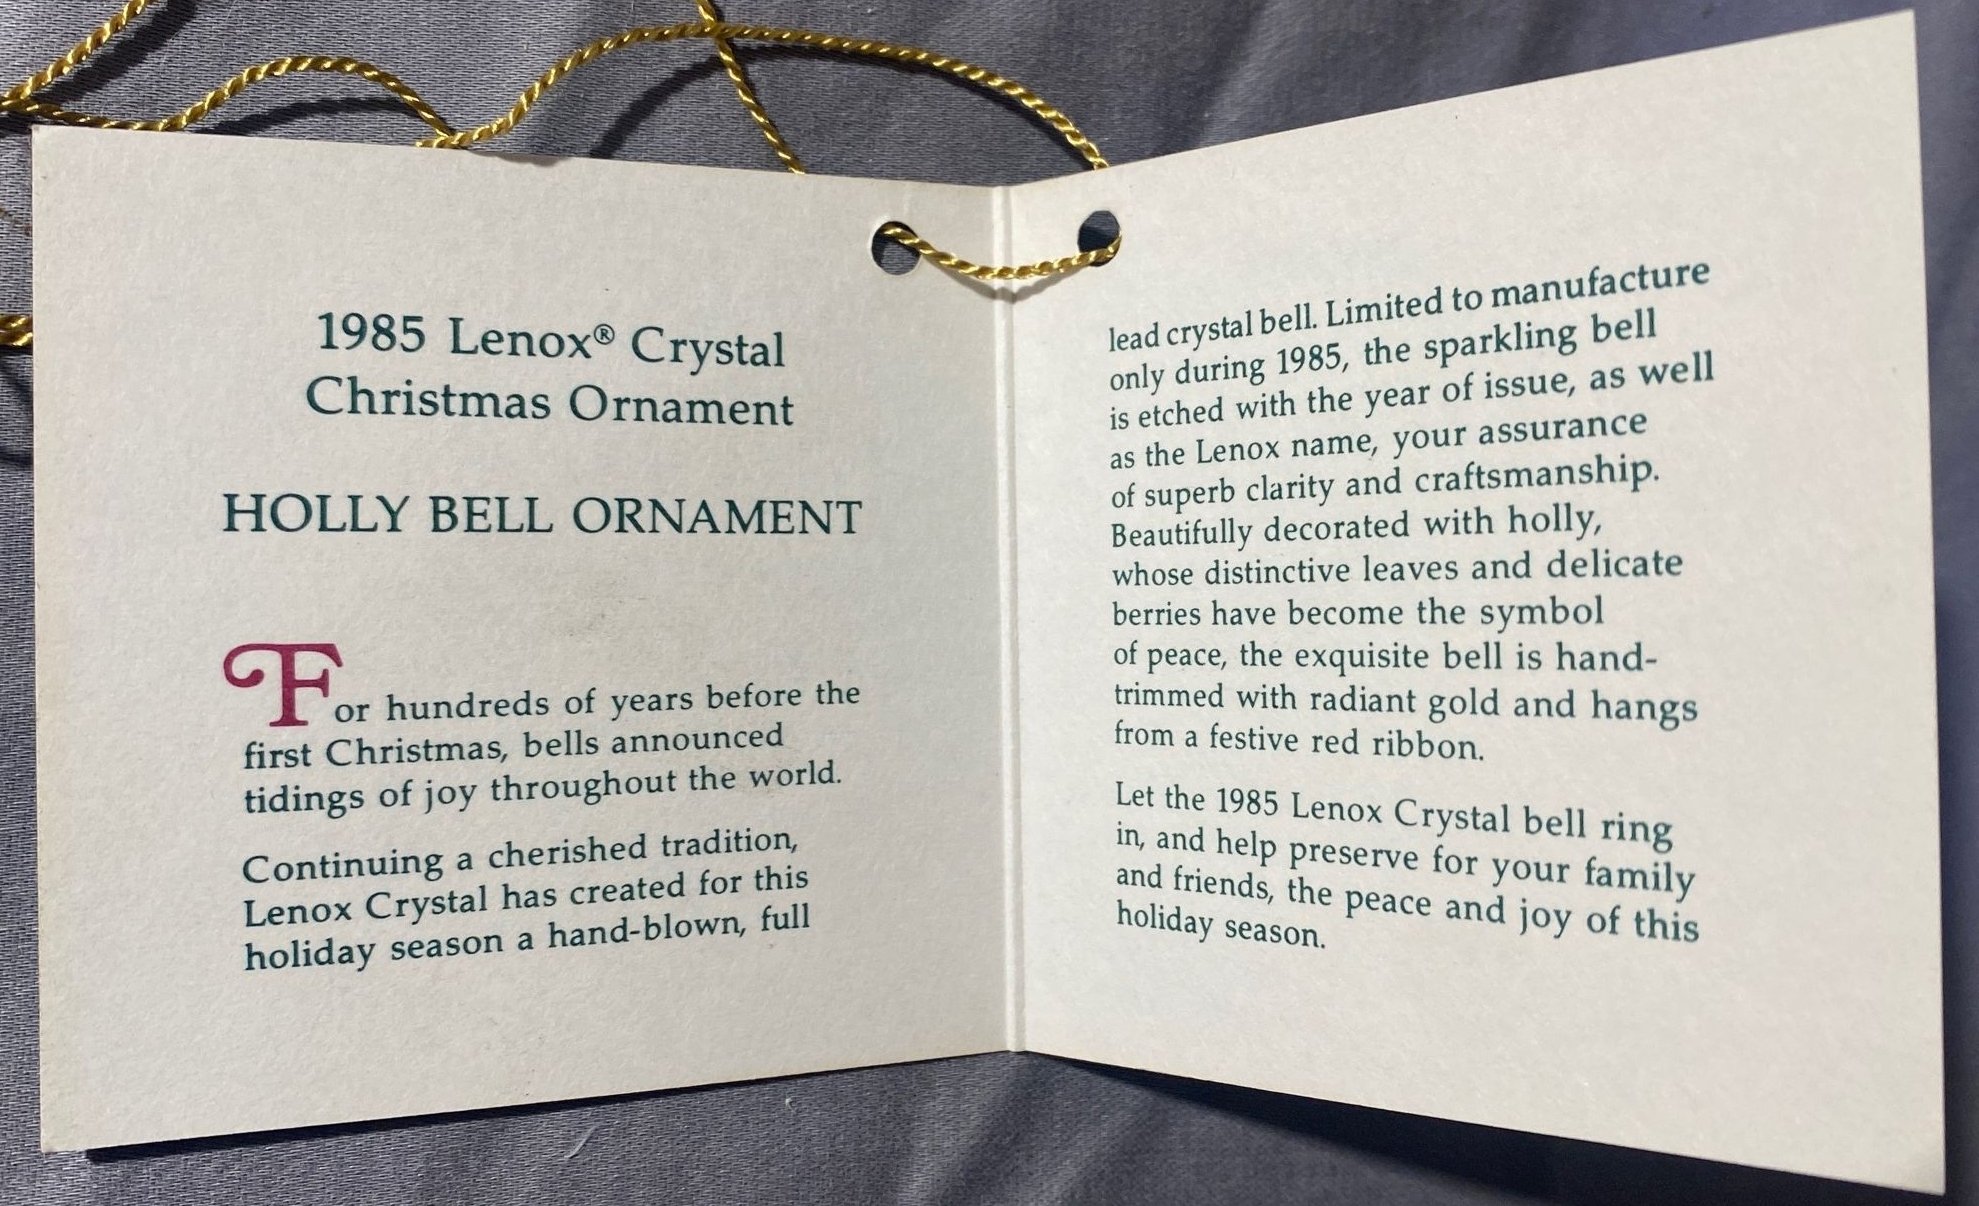 1985 Lenox® Crystal
Christmas Ornament
HOLLY BELL ORNAMENT
For hundreds of years before the
first Christmas, bells announced
tidings of joy throughout the world.
Continuing a cherished tradition,
Lenox Crystal has created for this
holiday season a hand-blown, full
lead crystal bell. Limited to manufacture
only during 1985, the sparkling bell
is etched with the year of issue, as well
as the Lenox name, your assurance
of superb clarity and craftsmanship.
Beautifully decorated with holly,
whose distinctive leaves and delicate
berries have become the symbol
of peace, the exquisite bell is hand-
trimmed with radiant gold and hangs
from a festive red ribbon.
Let the 1985 Lenox Crystal bell ring
in, and help preserve for your family
and friends, the peace and joy of this
holiday season.